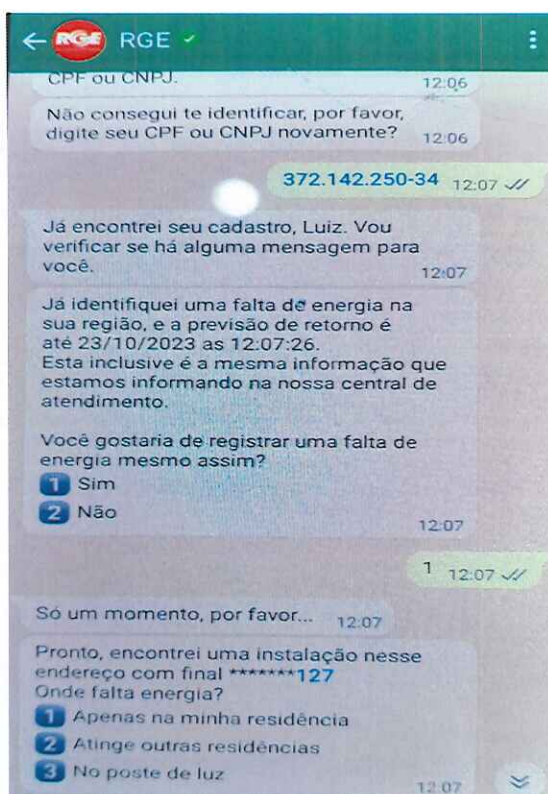 RGE RGE
CPF ou CNPJ.
12:06
Não consegui te identificar, por favor,
digite seu CPF ou CNPJ novamente?
12:06
372.142.250-34 12:07
Já encontrei seu cadastro, Luiz. Vou
verificar se há alguma mensagem para
você.
12:07
Já identifiquei uma falta de energia na
sua região, e a previsão de retorno é
até 23/10/2023 as 12:07:26.
Esta inclusive é a mesma informação que
estamos informando na nossa central de
atendimento.
Você gostaria de registrar uma falta de
energia mesmo assim?
1 Sim
2 Não
12:07
1 12:07
Só um momento, por favor... 12:07
Pronto, encontrei uma instalação nesse
endereço com final *******127
Onde falta energia?
1 Apenas na minha residência
2 Atinge outras residências
3 No poste de luz
12:07